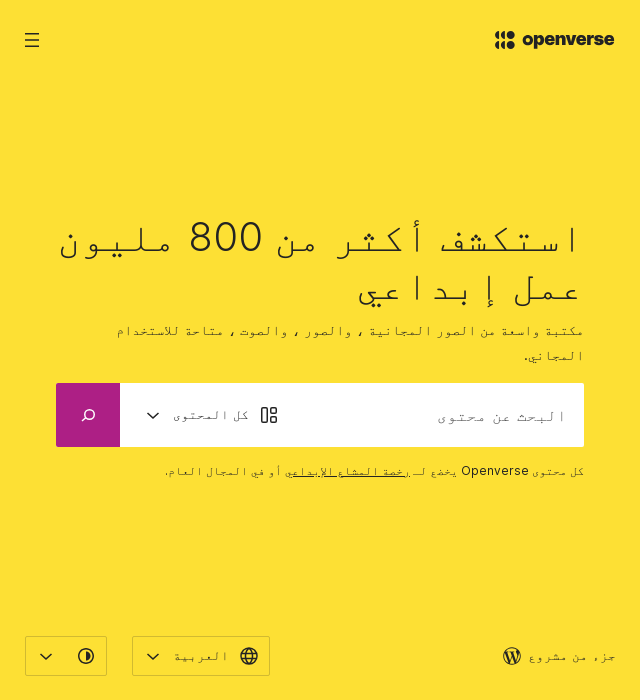 openverse
استكشف أكثر من 800 مليون
عمل إبداعي
مكتبة واسعة من الصور المجانية ، والصور ، والصوت ، متاحة للاستخدام
المجاني.
البحث عن محتوى
كل المحتوى
كل محتوى Openverse يخضع لـ رخصة المشاع الإبداعي أو في المجال العام.
جزء من مشروع
العربية